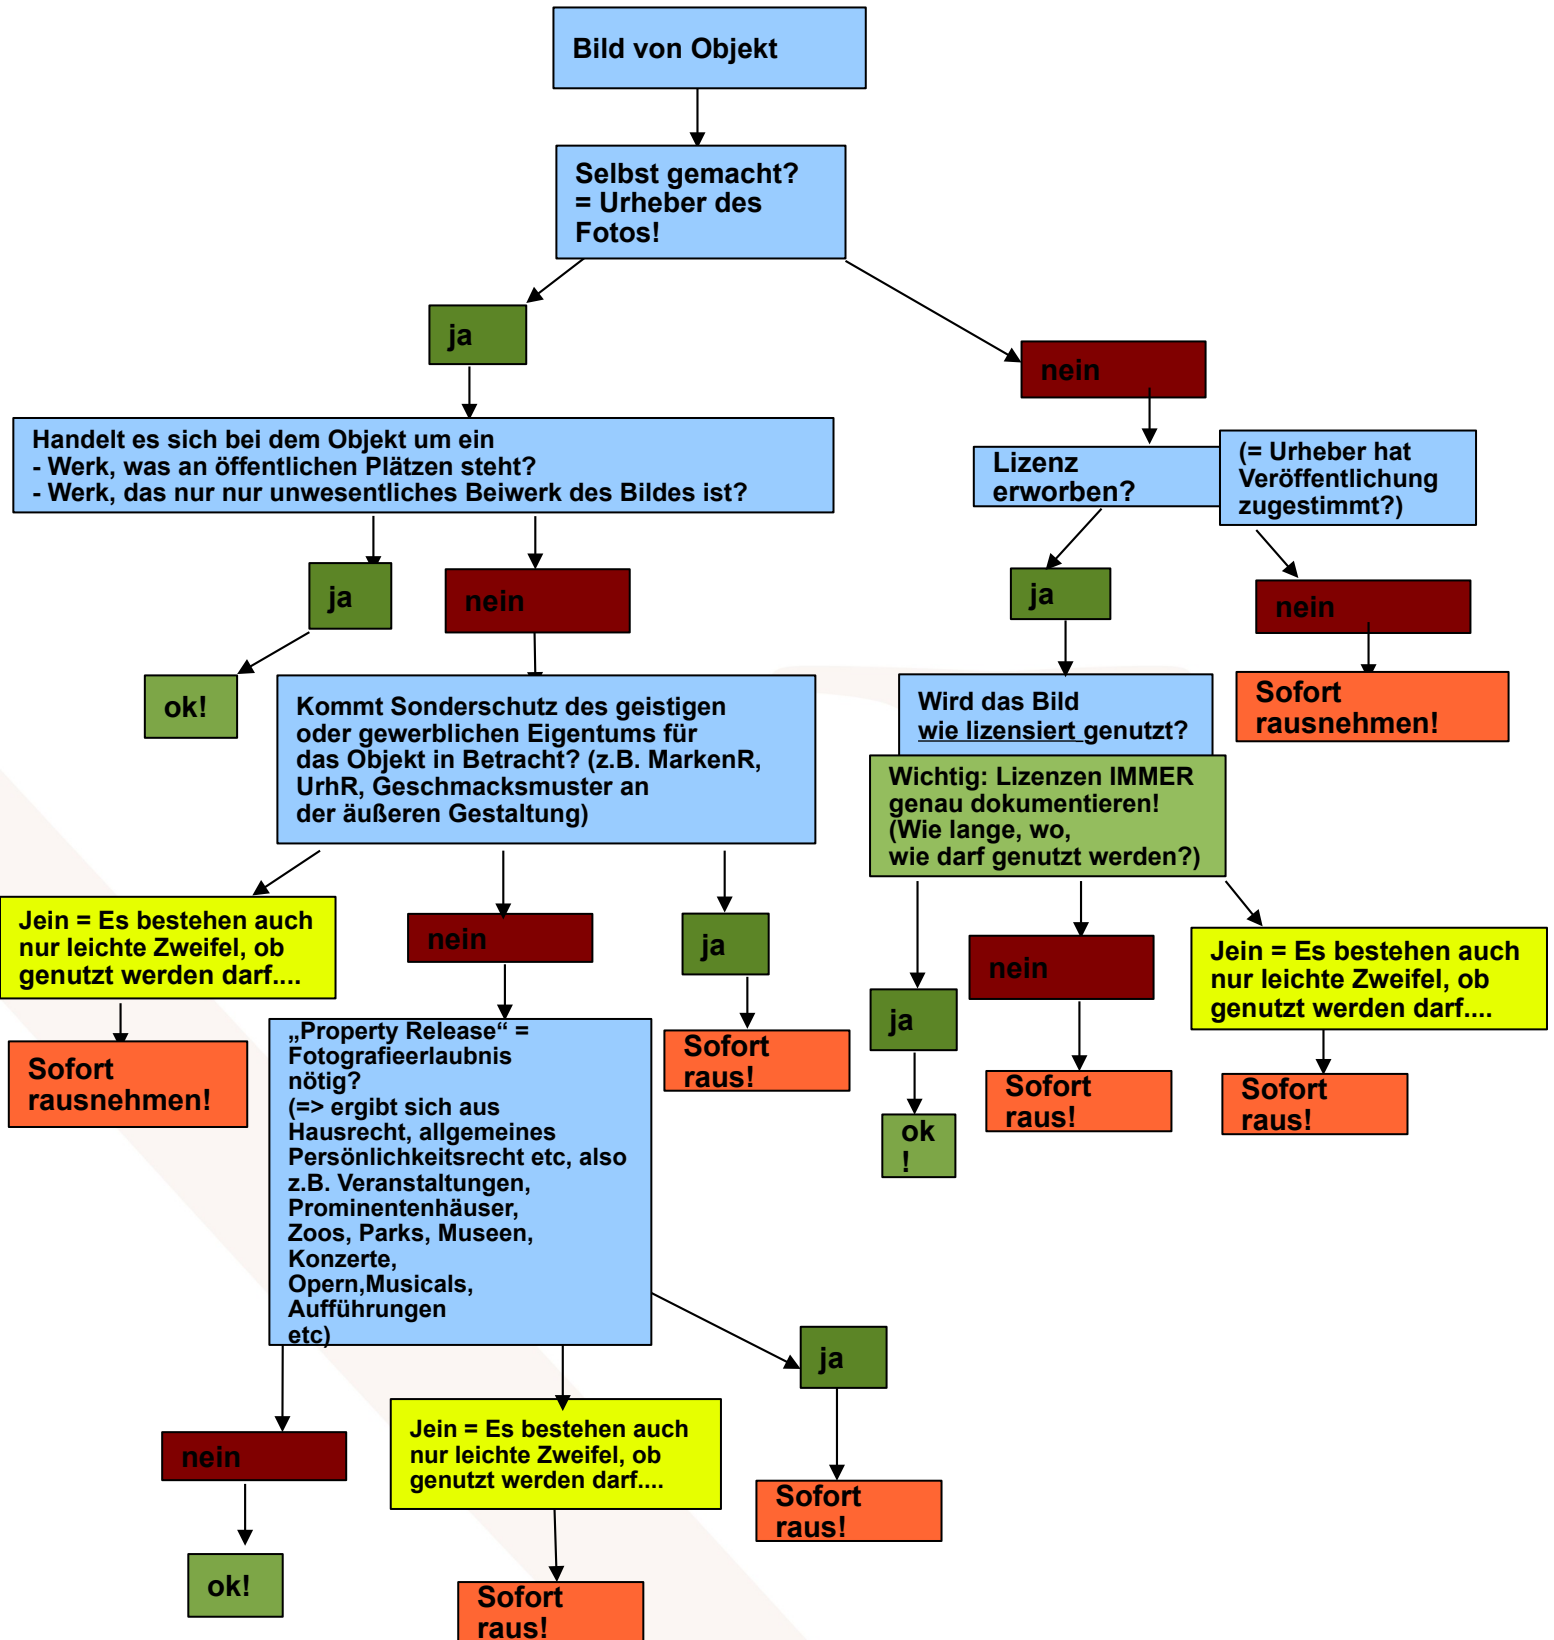 Bild von Objekt
Selbst gemacht?
= Urheber des
Fotos!
ja
nein
Handelt es sich bei dem Objekt um ein
- Werk, was an öffentlichen Plätzen steht?
- Werk, das nur nur unwesentliches Beiwerk des Bildes ist?
Lizenz
erworben?
(= Urheber hat
Veröffentlichung
zugestimmt?)
ja
nein
ja
nein
ok!
Kommt Sonderschutz des geistigen
oder gewerblichen Eigentums für
das Objekt in Betracht? (z.B. MarkenR,
UrhR, Geschmacksmuster an
der äußeren Gestaltung)
Wird das Bild
wie lizensiert genutzt?
Sofort
rausnehmen!
Wichtig: Lizenzen IMMER
genau dokumentieren!
(Wie lange, wo,
wie darf genutzt werden?)
Jein = Es bestehen auch
nur leichte Zweifel, ob
genutzt werden darf....
nein
ja
ja
nein
Jein = Es bestehen auch
nur leichte Zweifel, ob
genutzt werden darf....
Sofort
rausnehmen!
„Property Release“ =
Fotografieerlaubnis
nötig?
(=> ergibt sich aus
Hausrecht, allgemeines
Persönlichkeitsrecht etc, also
z.B. Veranstaltungen,
Prominentenhäuser,
Zoos, Parks, Museen,
Konzerte,
Opern,Musicals,
Aufführungen
etc)
Sofort
raus!
ok
!
Sofort
raus!
Sofort
raus!
nein
Jein = Es bestehen auch
nur leichte Zweifel, ob
genutzt werden darf....
ja
ok!
Sofort
raus!
Sofort
raus!